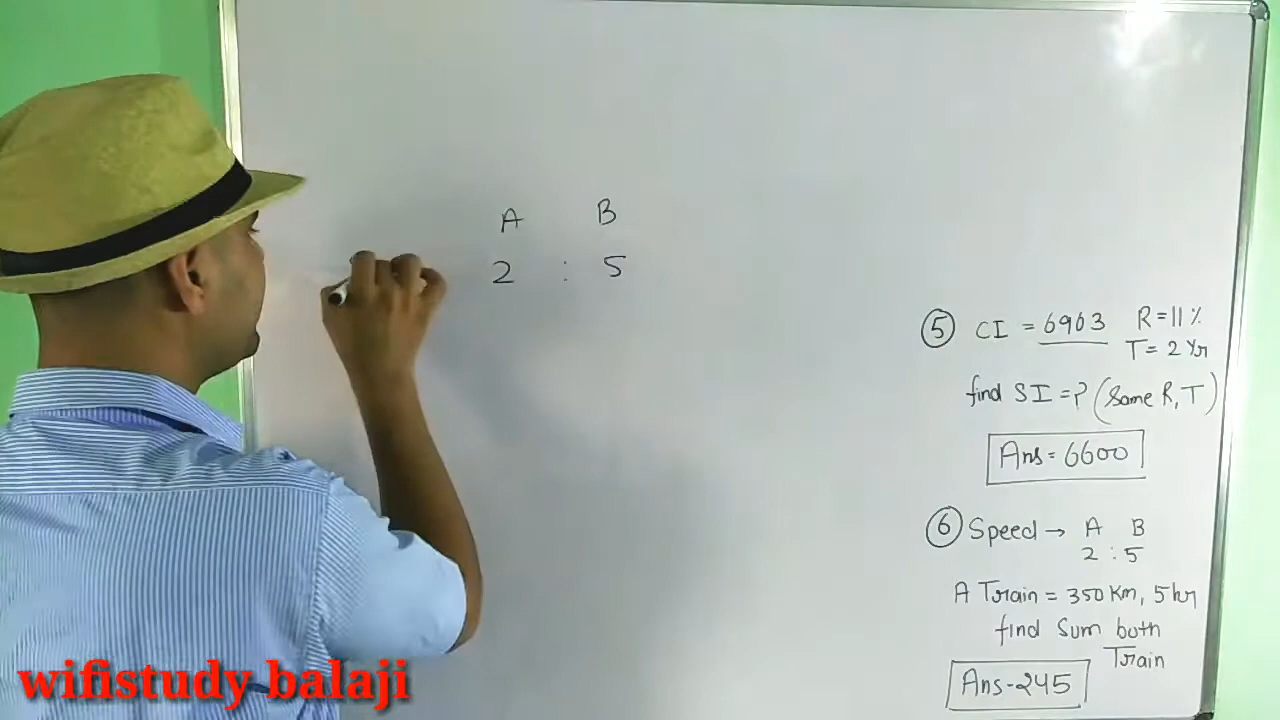 A B
2 : 5
⑤ CI = 6963 R = 11 %
T = 2 Yr
find SI = ? (Same R, T)
Ans = 6600
⑥ Speed → A B
2 : 5
A Train = 350 Km, 5 hr
find Sum both
Train
Ans - 245
wifistudy balaji